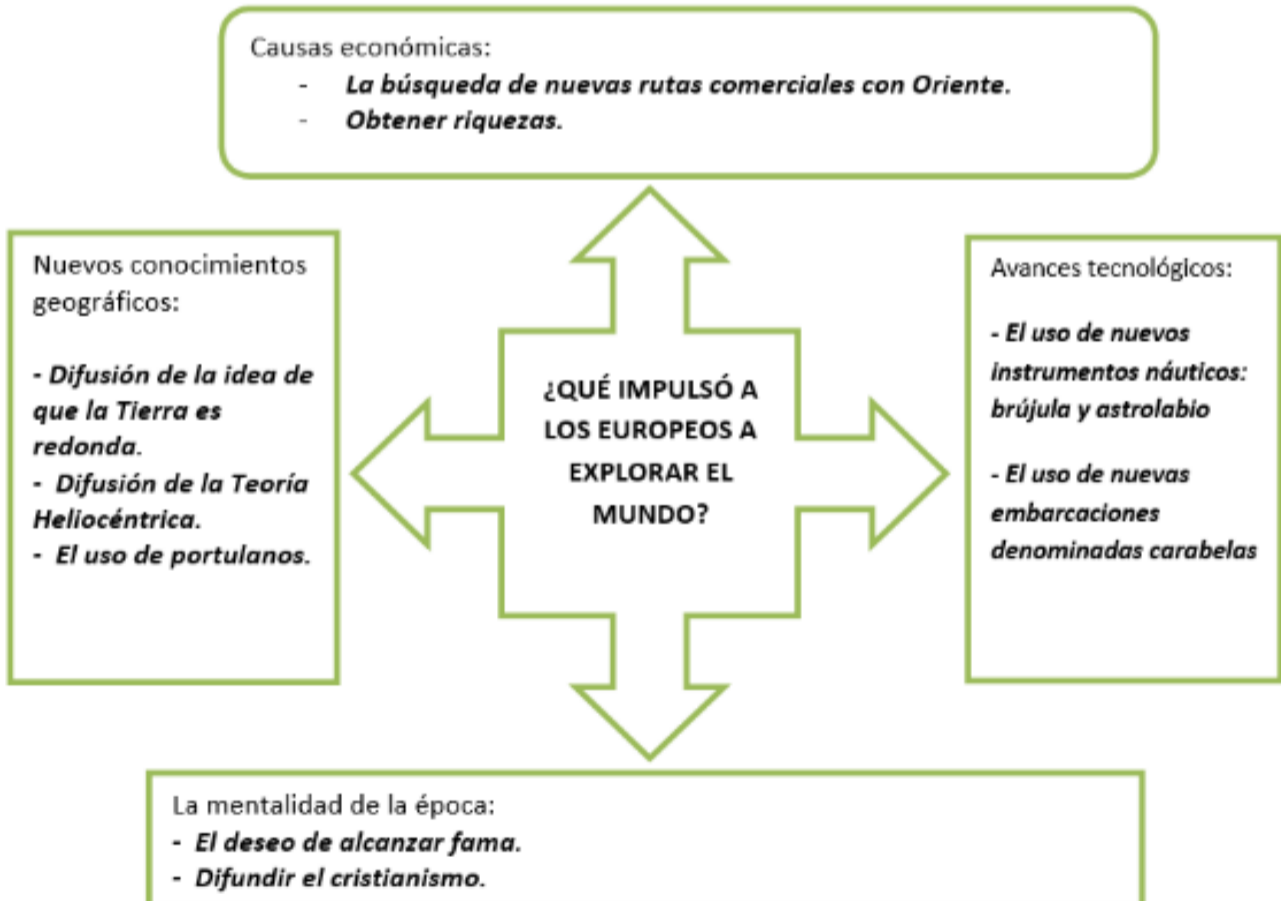 Causas económicas:
- La búsqueda de nuevas rutas comerciales con Oriente.
- Obtener riquezas.
Nuevos conocimientos
geográficos:
- Difusión de la idea de
que la Tierra es
redonda.
- Difusión de la Teoría
Heliocéntrica.
- El uso de portulanos.
¿QUÉ IMPULSÓ A
LOS EUROPEOS A
EXPLORAR EL
MUNDO?
Avances tecnológicos:
- El uso de nuevos
instrumentos náuticos:
brújula y astrolabio
- El uso de nuevas
embarcaciones
denominadas carabelas
La mentalidad de la época:
- El deseo de alcanzar fama.
- Difundir el cristianismo.